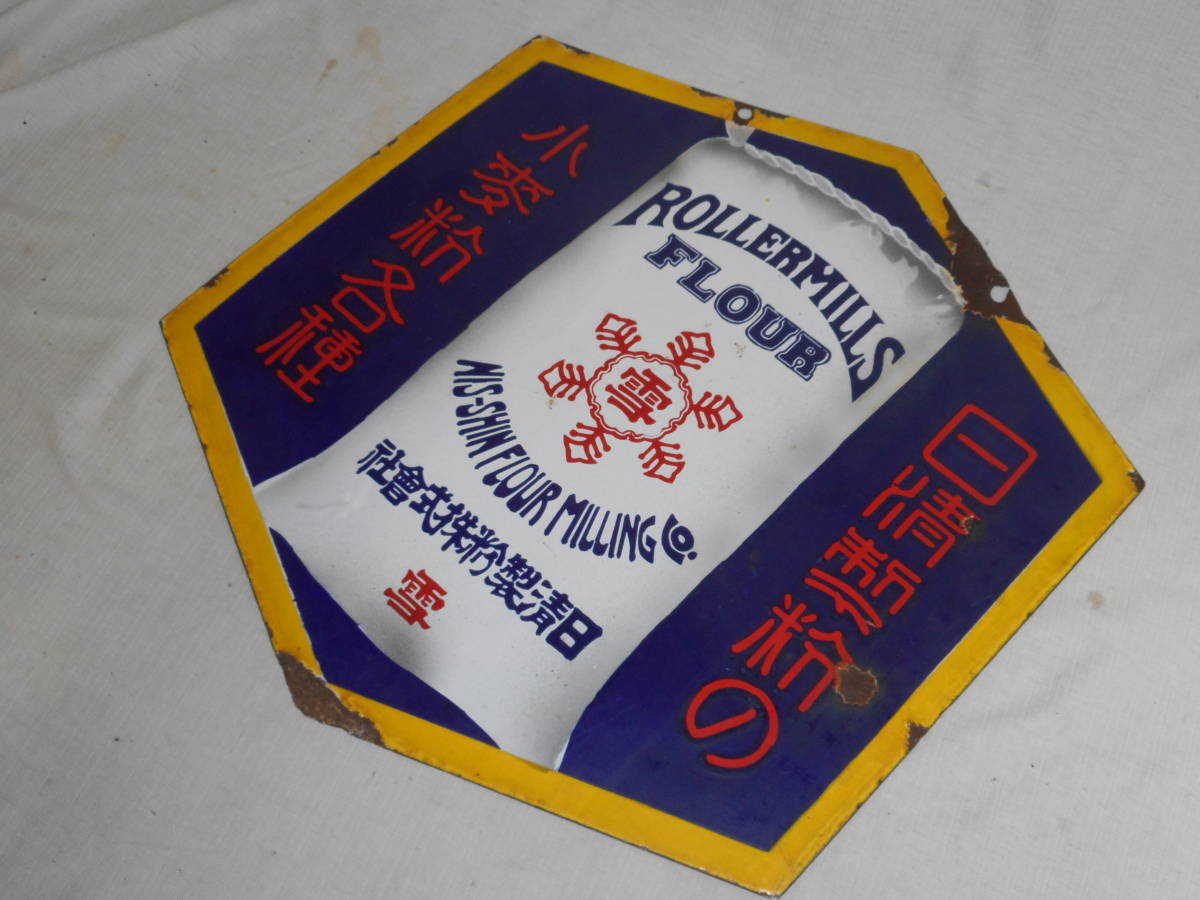 日清製粉の
ROLLERMILLS
FLOUR
雪
NIS-SHIN FLOUR MILLING CO.
日清製粉株式會社
雪
小麥粉各種